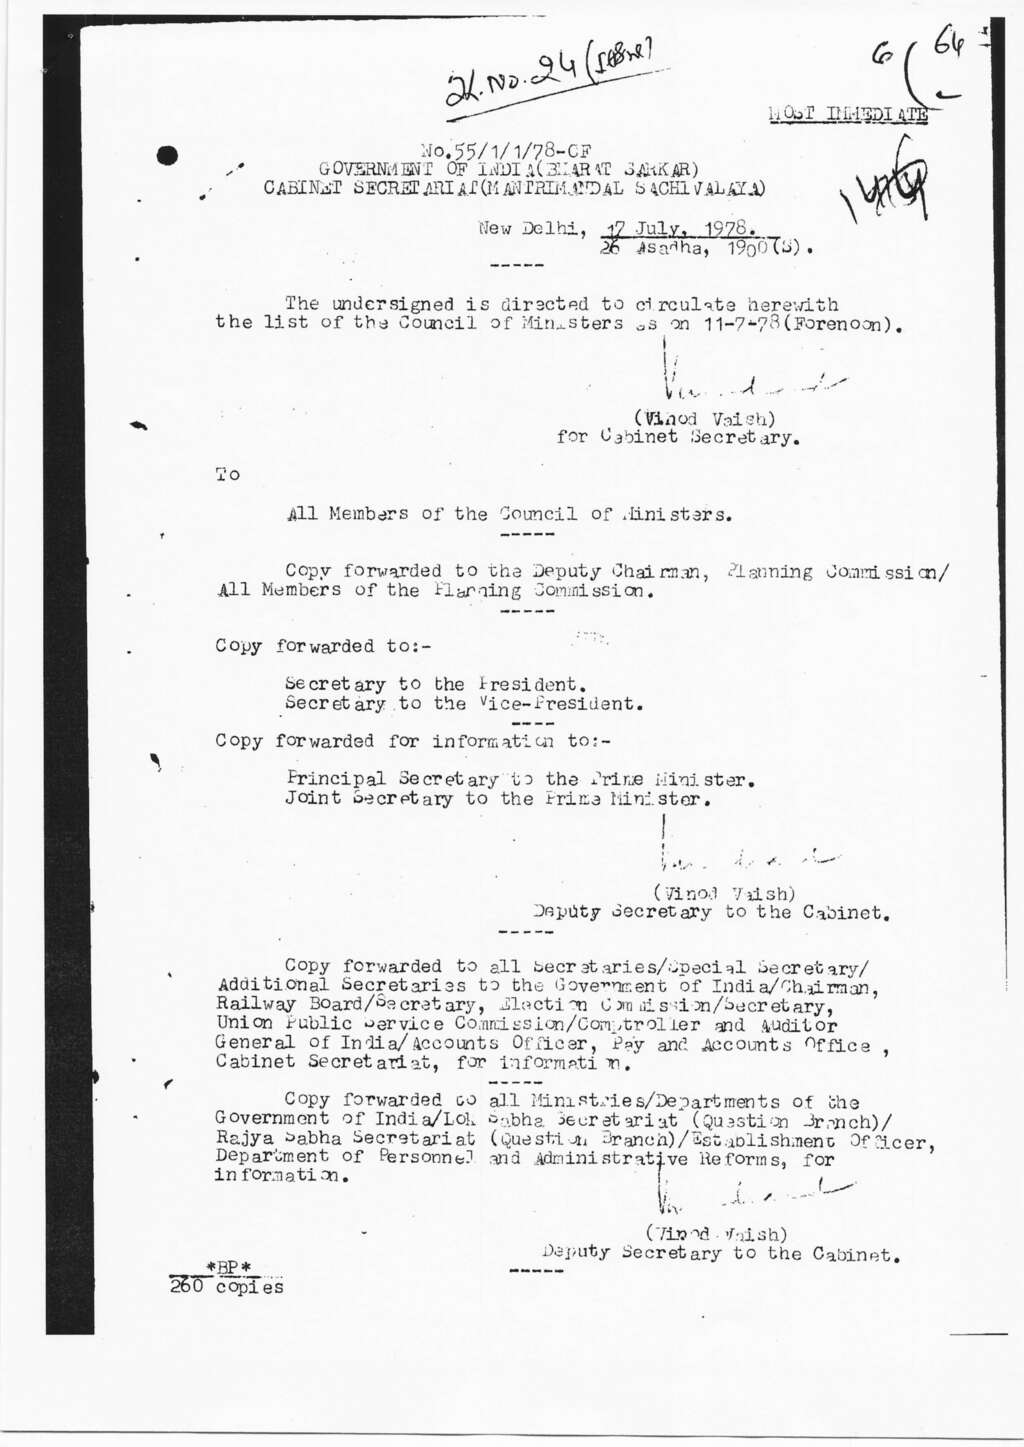 No. 24
64
MOST IMMEDIATE
No.55/1/1/78-CF
GOVERNMENT OF INDIA(BHARAT SARKAR)
CABINET SECRETARIAT(MANTRIMANDAL SACHIVALAYA)
New Delhi, 17 July, 1978.
26 Asadha, 1900(S).
The undersigned is directed to circulate herewith
the list of the Council of Ministers as on 11-7-78(Forenoon).
(Vinod Vaish)
for Cabinet Secretary.
To
All Members of the Council of Ministers.
Copy forwarded to the Deputy Chairman, Planning Commission/
All Members of the Planning Commission.
Copy forwarded to:-
Secretary to the President.
Secretary to the Vice-President.
Copy forwarded for information to:-
Principal Secretary to the Prime Minister.
Joint Secretary to the Prime Minister.
(Vinod Vaish)
Deputy Secretary to the Cabinet.
Copy forwarded to all Secretaries/Special Secretary/
Additional Secretaries to the Government of India/Chairman,
Railway Board/Secretary, Election Commission/Secretary,
Union Public Service Commission/Comptroller and Auditor
General of India/Accounts Officer, Pay and Accounts Office ,
Cabinet Secretariat, for information.
Copy forwarded to all Ministries/Departments of the
Government of India/Lok Sabha Secretariat (Question Branch)/
Rajya Sabha Secretariat (Question Branch)/Establishment Officer,
Department of Personnel and Administrative Reforms, for
information.
(Vinod Vaish)
Deputy Secretary to the Cabinet.
*BP*
260 copies